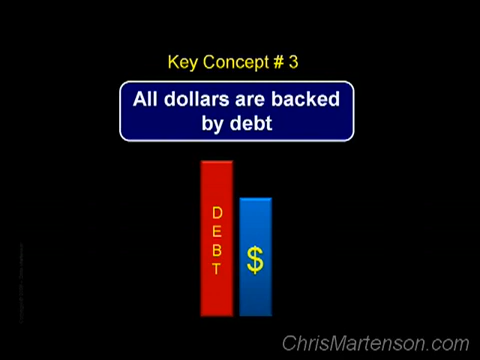 Key Concept # 3
All dollars are backed
by debt
D
E
B
T
$
ChrisMartenson.com